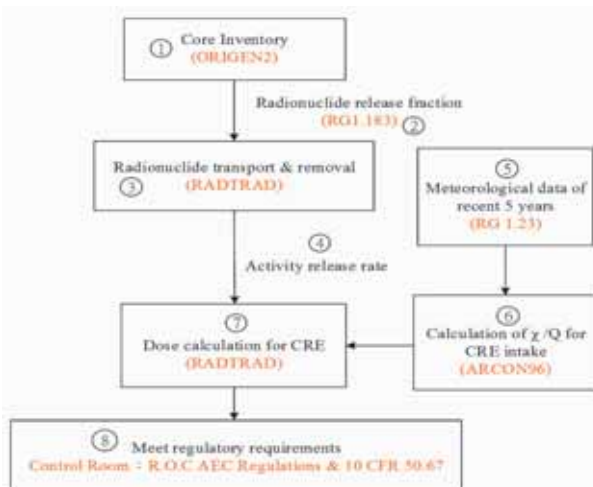 ① Core Inventory
(ORIGEN2)
Radionuclide release fraction
(RG1.183) ②
Radionuclide transport & removal
③ (RADTRAD)
④
Activity release rate
⑤
Meteorological data of
recent 5 years
(RG 1.23)
⑥
Calculation of χ /Q for
CRE intake
(ARCON96)
⑦
Dose calculation for CRE
(RADTRAD)
⑧ Meet regulatory requirements
Control Room : R.O.C AEC Regulations & 10 CFR 50.67